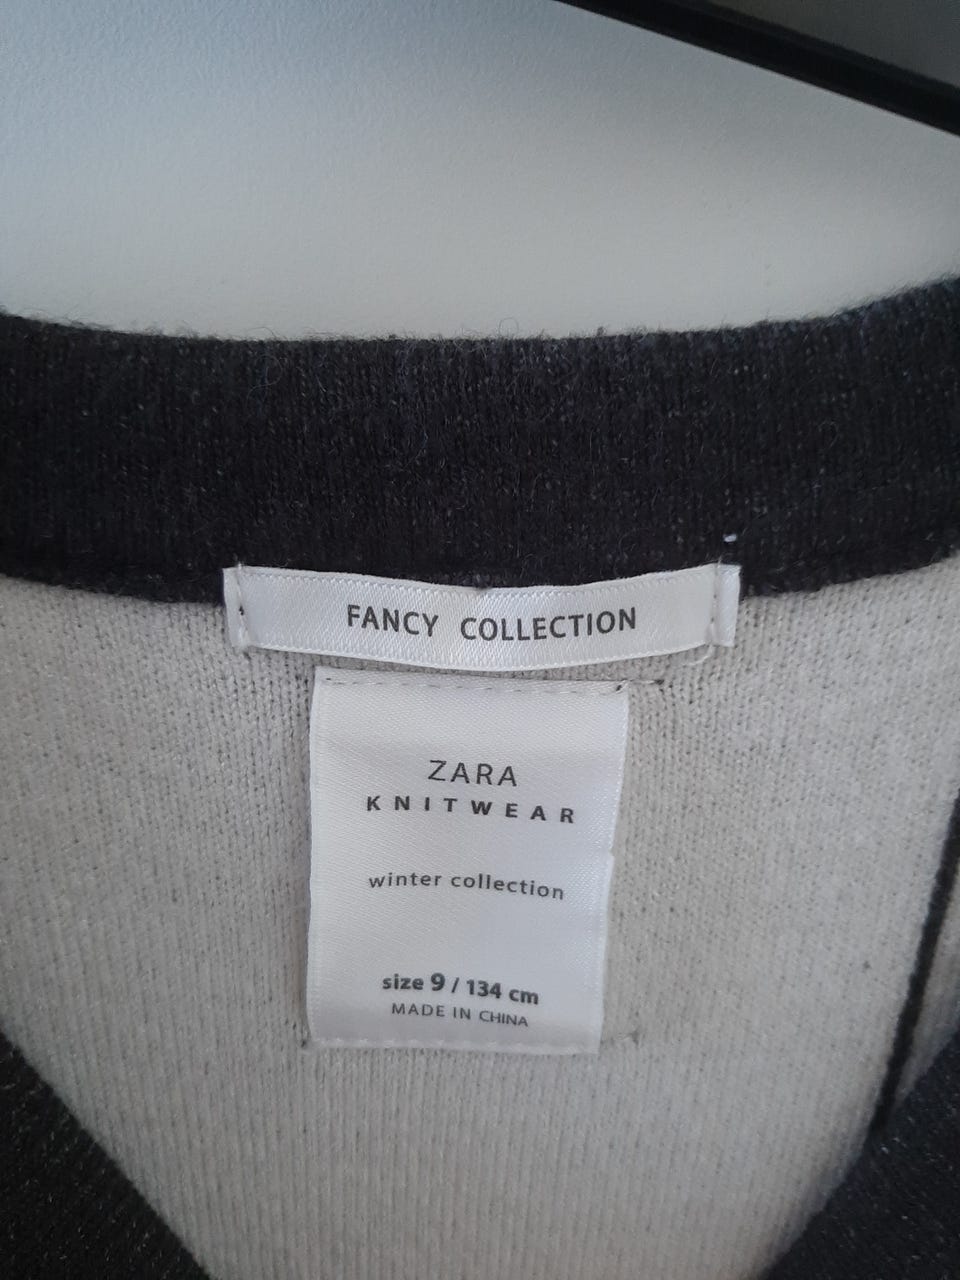 FANCY COLLECTION
ZARA
KNITWEAR
winter collection
size 9 / 134 cm
MADE IN CHINA